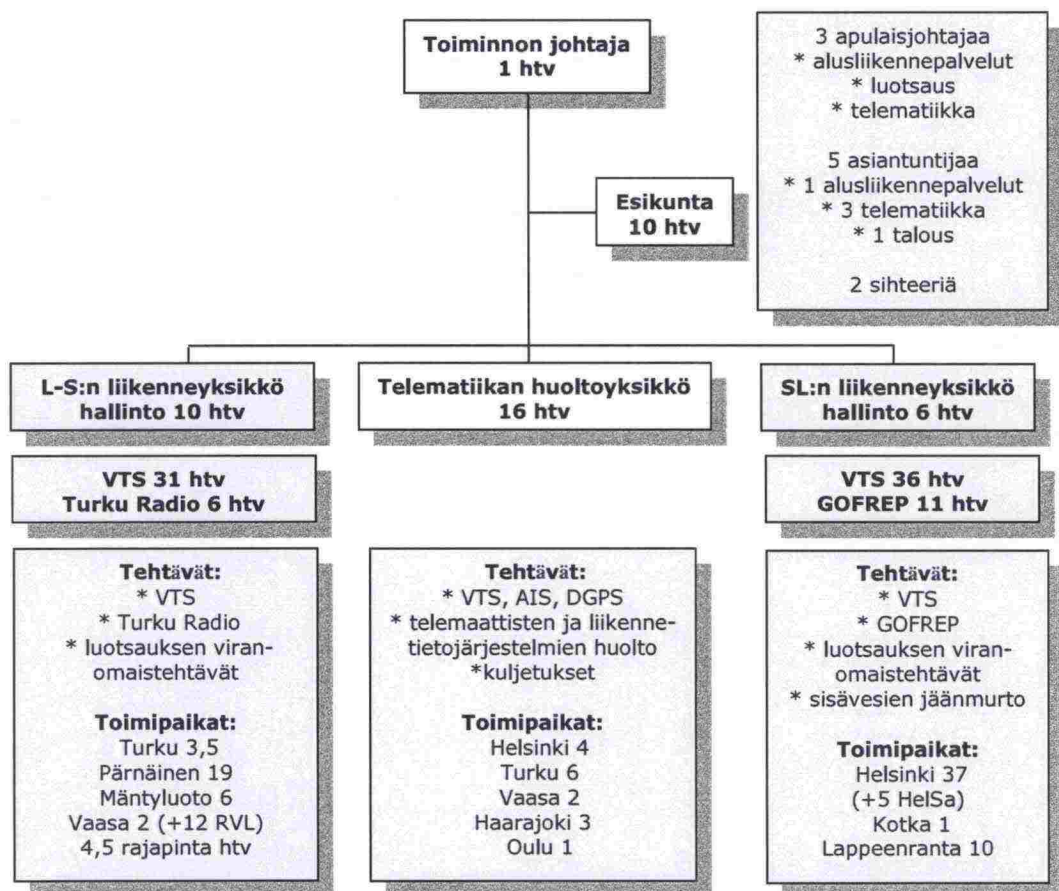 Toiminnon johtaja
1 htv
3 apulaisjohtajaa
* alusliikennepalvelut
* luotsaus
* telematiikka
5 asiantuntijaa
* 1 alusliikennepalvelut
* 3 telematiikka
* 1 talous
2 sihteeriä
Esikunta
10 htv
L-S:n liikenneyksikkö
hallinto 10 htv
VTS 31 htv
Turku Radio 6 htv
Tehtävät:
* VTS
* Turku Radio
* luotsauksen viran-
omaistehtävät
Toimipaikat:
Turku 3,5
Pärnäinen 19
Mäntyluoto 6
Vaasa 2 (+12 RVL)
4,5 rajapinta htv
Telematiikan huoltoyksikkö
16 htv
Tehtävät:
* VTS, AIS, DGPS
* telemaattisten ja liikenne-
tietojärjestelmien huolto
*kuljetukset
Toimipaikat:
Helsinki 4
Turku 6
Vaasa 2
Haarajoki 3
Oulu 1
SL:n liikenneyksikkö
hallinto 6 htv
VTS 36 htv
GOFREP 11 htv
Tehtävät:
* VTS
* GOFREP
* luotsauksen viran-
omaistehtävät
* sisävesien jäänmurto
Toimipaikat:
Helsinki 37
(+5 HelSa)
Kotka 1
Lappeenranta 10